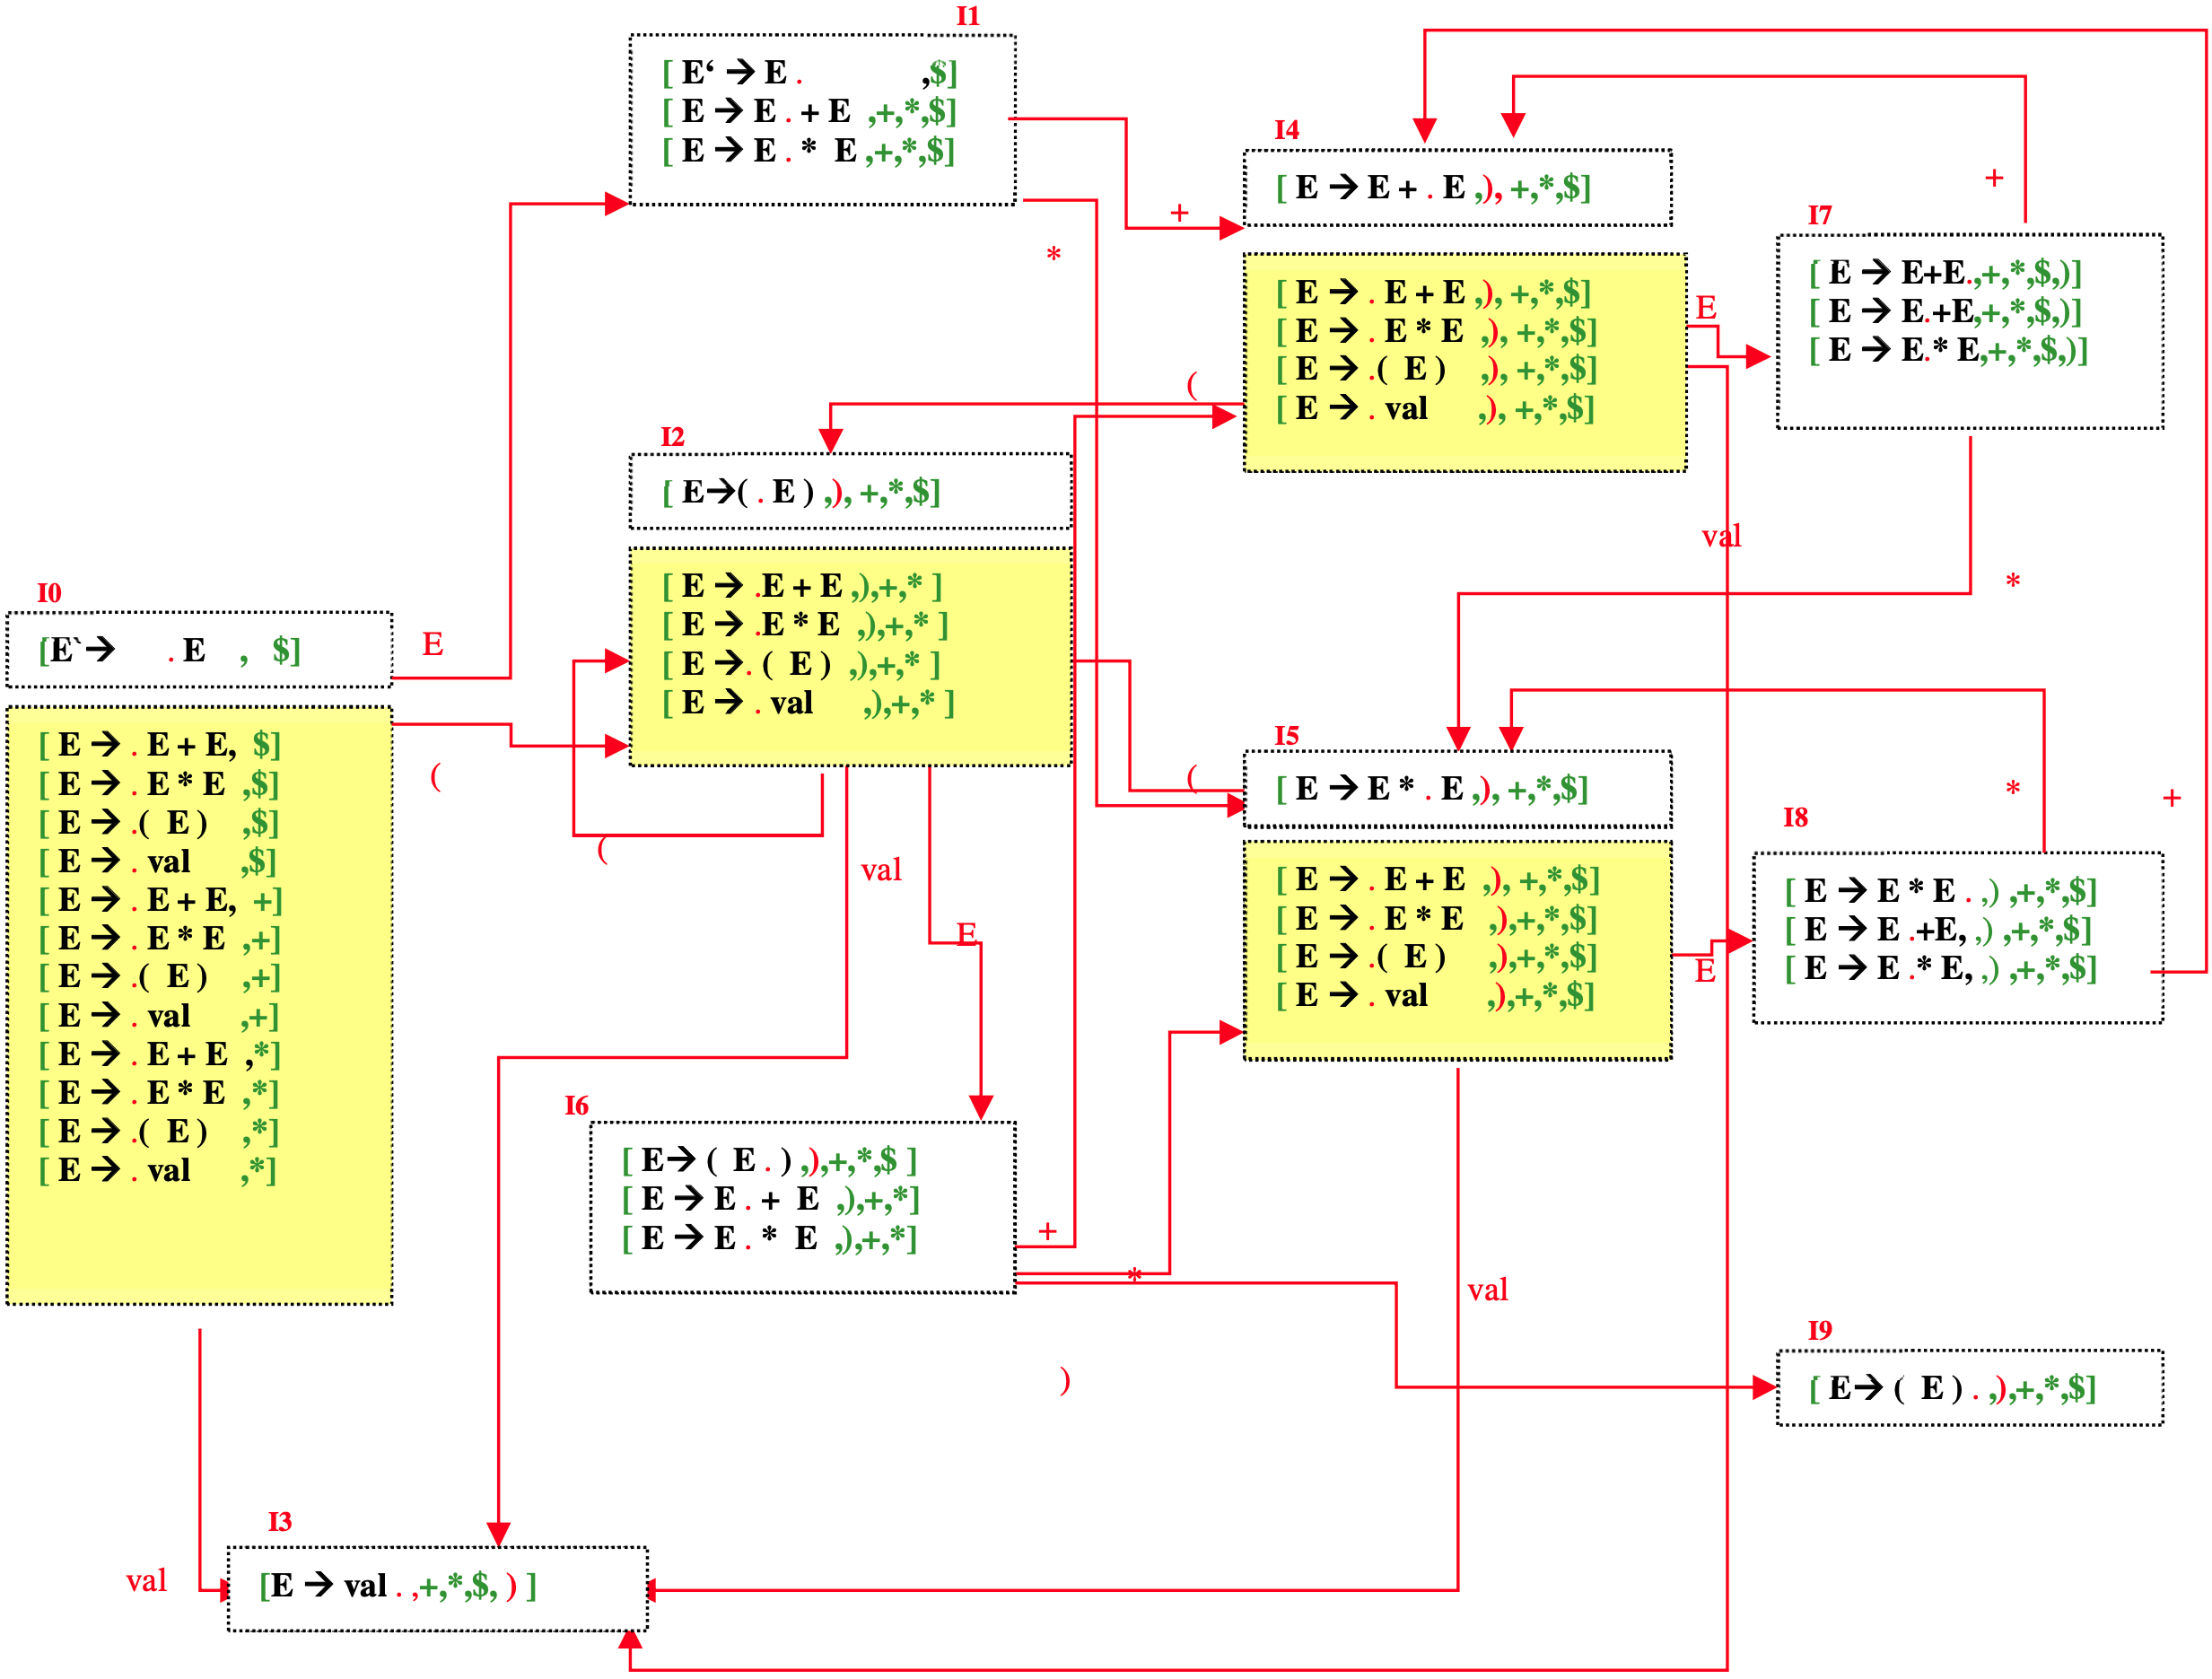 I1
[ E‘ → E . ,$]
[ E → E . + E ,+,*,$]
[ E → E . * E ,+,*,$]
I4
[ E → E + . E ,), +,*,$]
[ E → . E + E ,), +,*,$]
[ E → . E * E ,), +,*,$]
[ E → .( E ) ,), +,*,$]
[ E → . val ,), +,*,$]
I7
[ E → E+E.,+,*,$,)]
[ E → E.+E,+,*,$,)]
[ E → E.* E,+,*,$,)]
+
+
*
E
(
I2
[ E→( . E ) ,), +,*,$]
[ E → .E + E ,),+,* ]
[ E → .E * E ,),+,* ]
[ E →. ( E ) ,),+,* ]
[ E → . val ,),+,* ]
val
*
I0
[E`→ . E , $]
E
[ E → . E + E, $]
[ E → . E * E ,$]
[ E → .( E ) ,$]
[ E → . val ,$]
[ E → . E + E, +]
[ E → . E * E ,+]
[ E → .( E ) ,+]
[ E → . val ,+]
[ E → . E + E ,*]
[ E → . E * E ,*]
[ E → .( E ) ,*]
[ E → . val ,*]
(
(
val
E
(
I5
[ E → E * . E ,), +,*,$]
[ E → . E + E ,), +,*,$]
[ E → . E * E ,),+,*,$]
[ E → .( E ) ,),+,*,$]
[ E → . val ,),+,*,$]
*
+
E
I8
[ E → E * E . ,) ,+,*,$]
[ E → E .+E, ,) ,+,*,$]
[ E → E .* E, ,) ,+,*,$]
I6
[ E→ ( E . ) ,),+,*,$ ]
[ E → E . + E ,),+,*]
[ E → E . * E ,),+,*]
+
*
)
val
I9
[ E→ ( E ) . ,),+,*,$]
I3
val
[E → val . ,+,*,$, ) ]